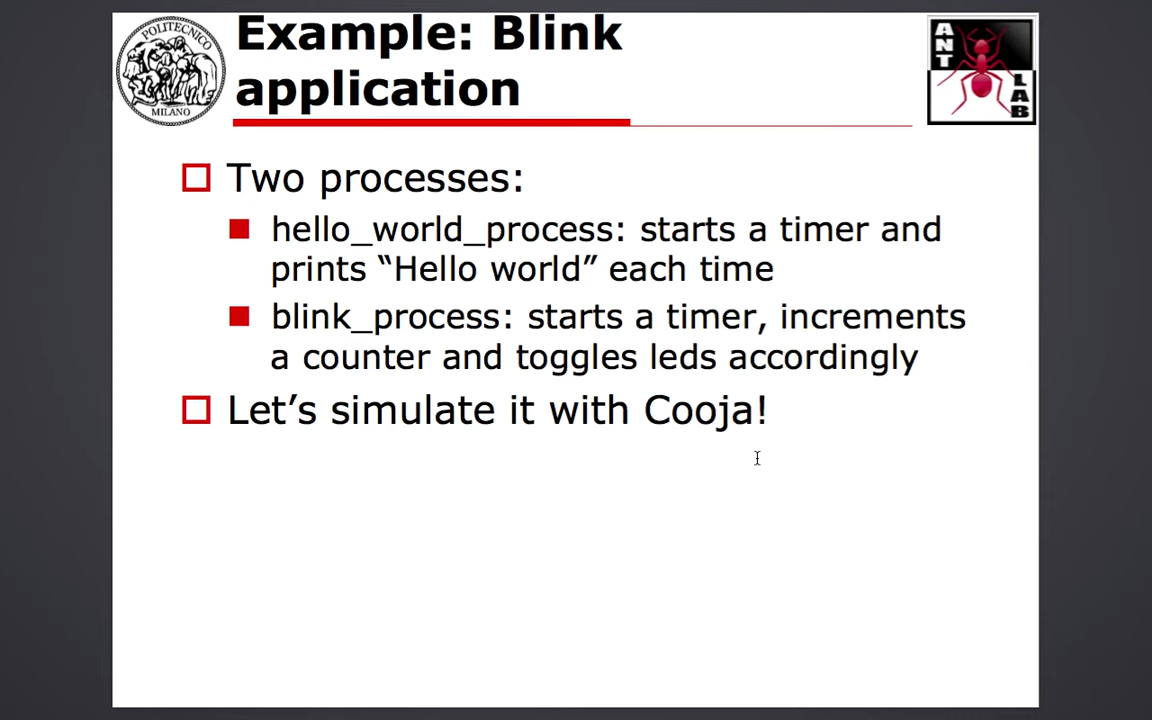 POLITECNICO
MILANO
Example: Blink
application
ANT
LAB
Two processes:
hello_world_process: starts a timer and
prints “Hello world” each time
blink_process: starts a timer, increments
a counter and toggles leds accordingly
Let’s simulate it with Cooja!